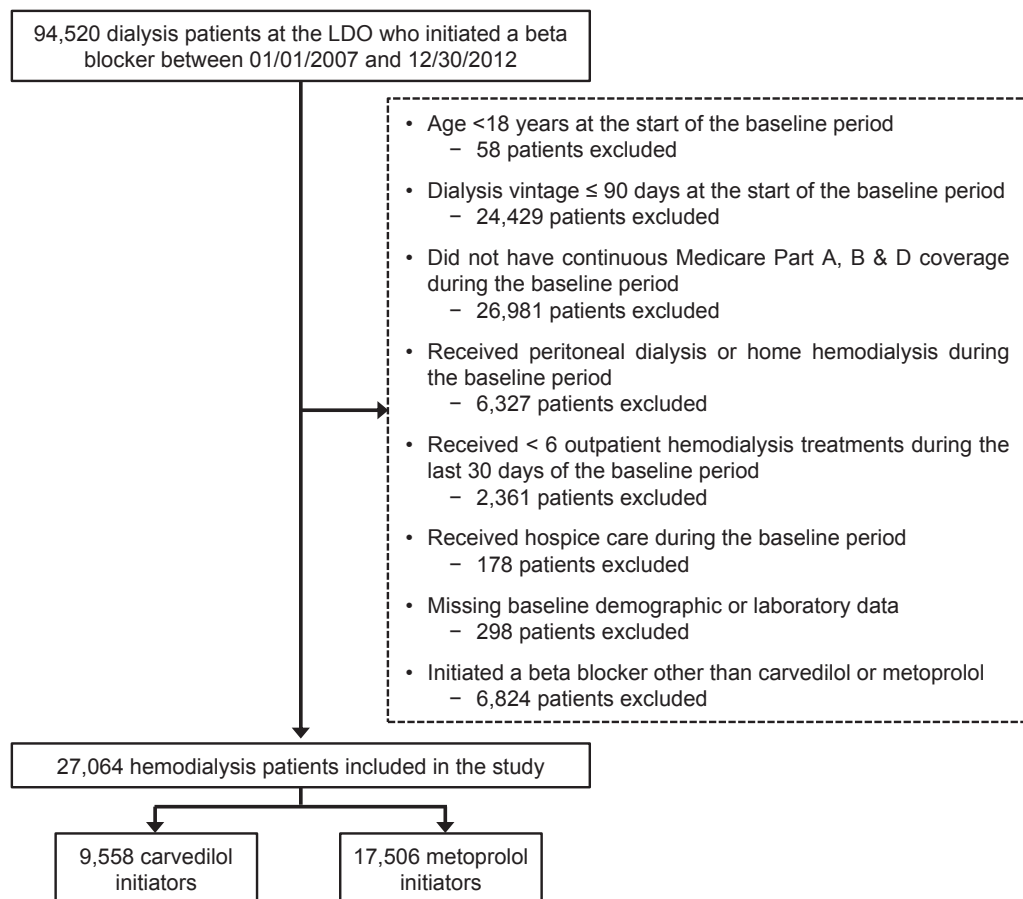 94,520 dialysis patients at the LDO who initiated a beta
blocker between 01/01/2007 and 12/30/2012
• Age <18 years at the start of the baseline period
− 58 patients excluded
• Dialysis vintage ≤ 90 days at the start of the baseline period
− 24,429 patients excluded
• Did not have continuous Medicare Part A, B & D coverage
during the baseline period
− 26,981 patients excluded
• Received peritoneal dialysis or home hemodialysis during
the baseline period
− 6,327 patients excluded
• Received < 6 outpatient hemodialysis treatments during the
last 30 days of the baseline period
− 2,361 patients excluded
• Received hospice care during the baseline period
− 178 patients excluded
• Missing baseline demographic or laboratory data
− 298 patients excluded
• Initiated a beta blocker other than carvedilol or metoprolol
− 6,824 patients excluded
27,064 hemodialysis patients included in the study
9,558 carvedilol
initiators
17,506 metoprolol
initiators